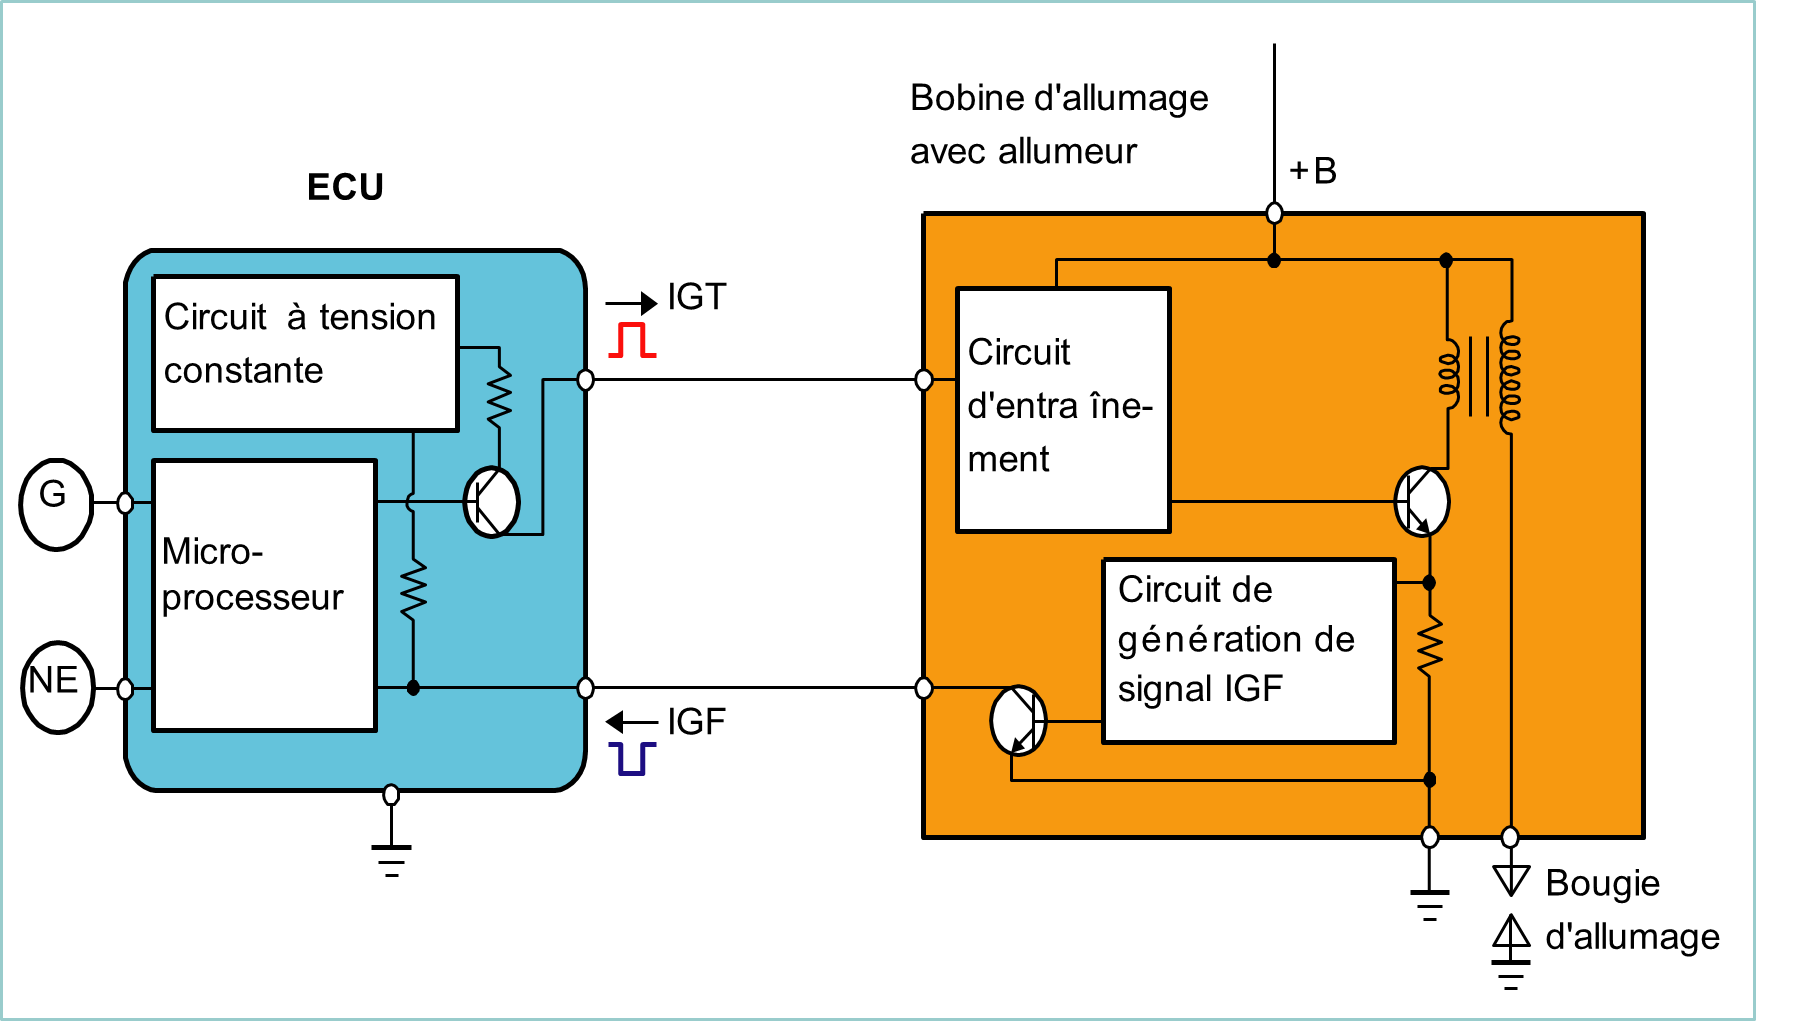 ECU
Circuit à tension
constante
Micro-
processeur
G
NE
IGT
IGF
Bobine d'allumage
avec allumeur
+B
Circuit
d'entra îne-
ment
Circuit de
génération de
signal IGF
Bougie
d'allumage